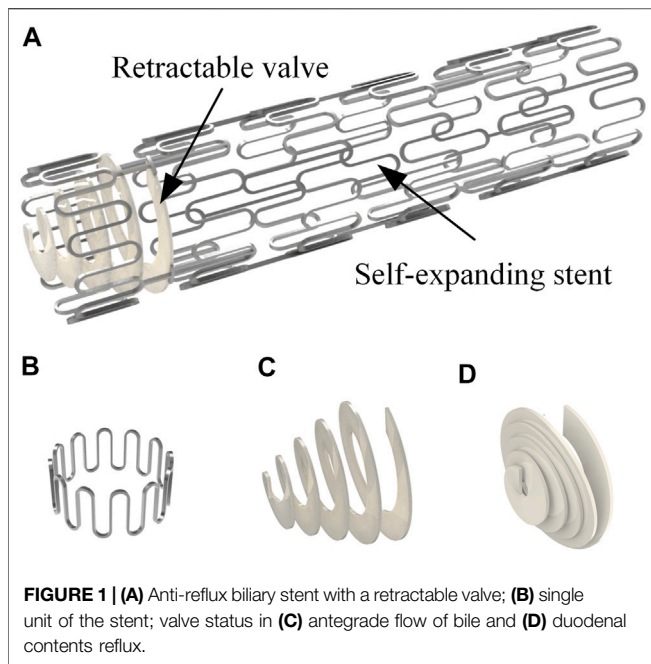 A
Retractable valve
Self-expanding stent
B
C
D
FIGURE 1 | (A) Anti-reflux biliary stent with a retractable valve; (B) single
unit of the stent; valve status in (C) antegrade flow of bile and (D) duodenal
contents reflux.